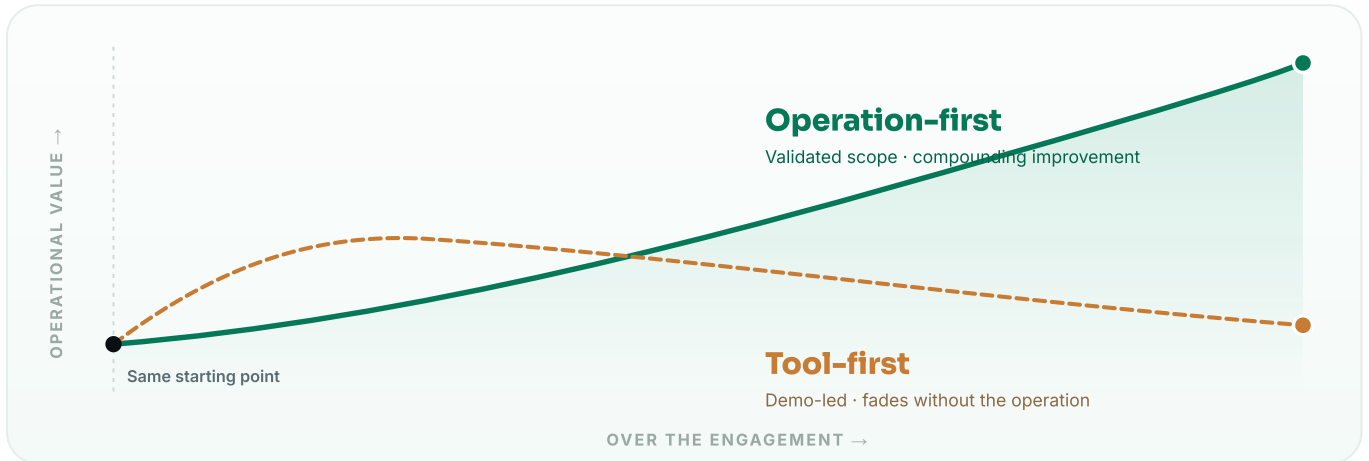 Operation-first
Validated scope · compounding improvement
OPERATIONAL VALUE →
Same starting point
Tool-first
Demo-led · fades without the operation
OVER THE ENGAGEMENT →